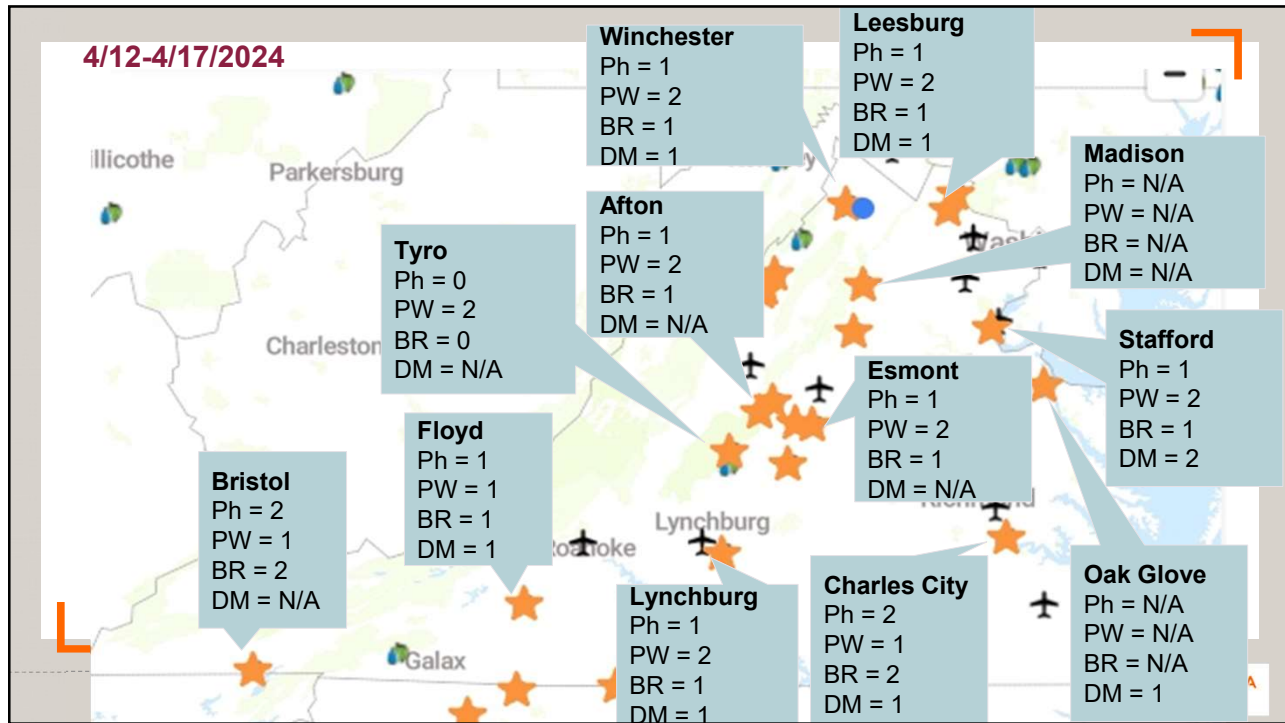 4/12-4/17/2024
Winchester
Ph = 1
PW = 2
BR = 1
DM = 1
Leesburg
Ph = 1
PW = 2
BR = 1
DM = 1
Madison
Ph = N/A
PW = N/A
BR = N/A
DM = N/A
Afton
Ph = 1
PW = 2
BR = 1
DM = N/A
Tyro
Ph = 0
PW = 2
BR = 0
DM = N/A
Stafford
Ph = 1
PW = 2
BR = 1
DM = 2
Esmont
Ph = 1
PW = 2
BR = 1
DM = N/A
Floyd
Ph = 1
PW = 1
BR = 1
DM = 1
Bristol
Ph = 2
PW = 1
BR = 2
DM = N/A
Lynchburg
Ph = 1
PW = 2
BR = 1
DM = 1
Charles City
Ph = 2
PW = 1
BR = 2
DM = 1
Oak Glove
Ph = N/A
PW = N/A
BR = N/A
DM = 1
illicothe
Parkersburg
Charleston
Lynchburg
Roanoke
Galax
A